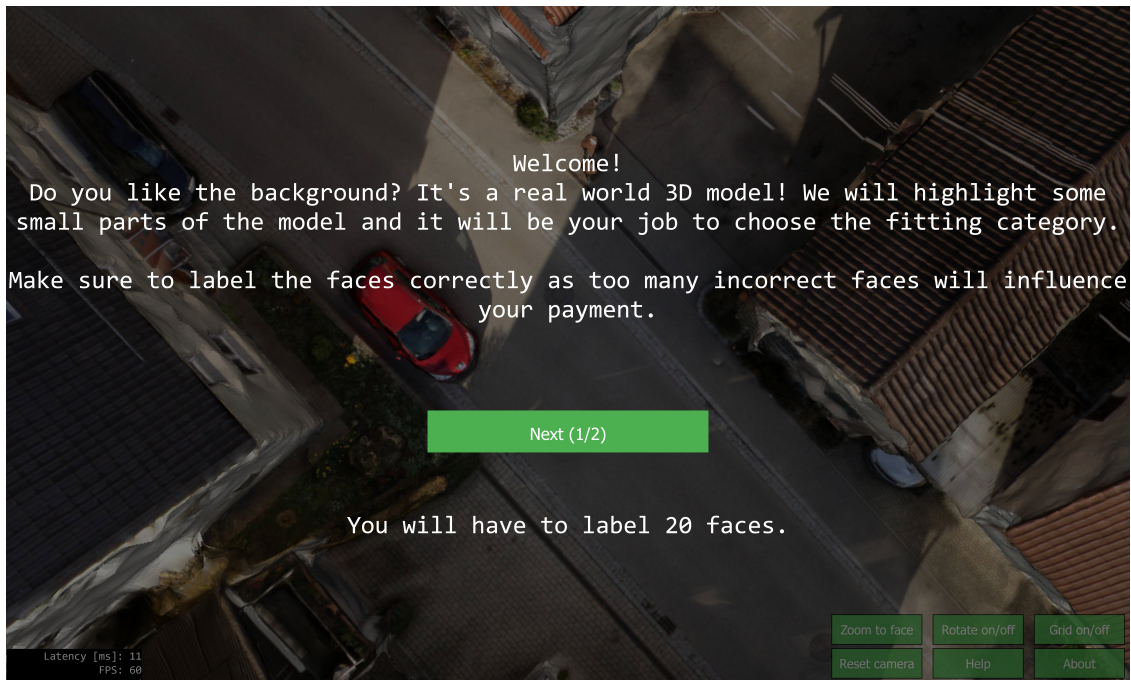 Welcome!
Do you like the background? It's a real world 3D model! We will highlight some
small parts of the model and it will be your job to choose the fitting category.
Make sure to label the faces correctly as too many incorrect faces will influence
your payment.
Next (1/2)
You will have to label 20 faces.
Zoom to face
Rotate on/off
Grid on/off
Reset camera
Help
About
Latency [ms]: 11
FPS: 60